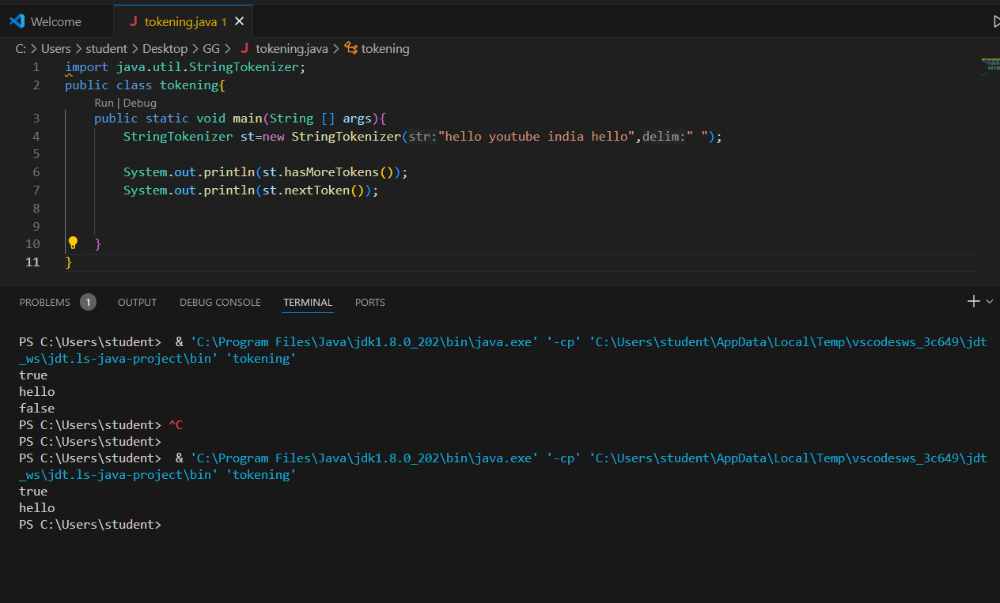 Welcome
J tokening.java 1 ×
C: > Users > student > Desktop > GG > J tokening.java > tokening
1 import java.util.StringTokenizer;
2 public class tokening{
Run | Debug
3 public static void main(String [] args){
4 StringTokenizer st=new StringTokenizer(str:"hello youtube india hello",delim:" ");
5
6 System.out.println(st.hasMoreTokens());
7 System.out.println(st.nextToken());
8
9
10 }
11 }
PROBLEMS 1 OUTPUT DEBUG CONSOLE TERMINAL PORTS
PS C:\Users\student>  & 'C:\Program Files\Java\jdk1.8.0_202\bin\java.exe' '-cp' 'C:\Users\student\AppData\Local\Temp\vscodesws_3c649\jdt
_ws\jdt.ls-java-project\bin' 'tokening'
true
hello
false
PS C:\Users\student> ^C
PS C:\Users\student>
PS C:\Users\student>  & 'C:\Program Files\Java\jdk1.8.0_202\bin\java.exe' '-cp' 'C:\Users\student\AppData\Local\Temp\vscodesws_3c649\jdt
_ws\jdt.ls-java-project\bin' 'tokening'
true
hello
PS C:\Users\student>